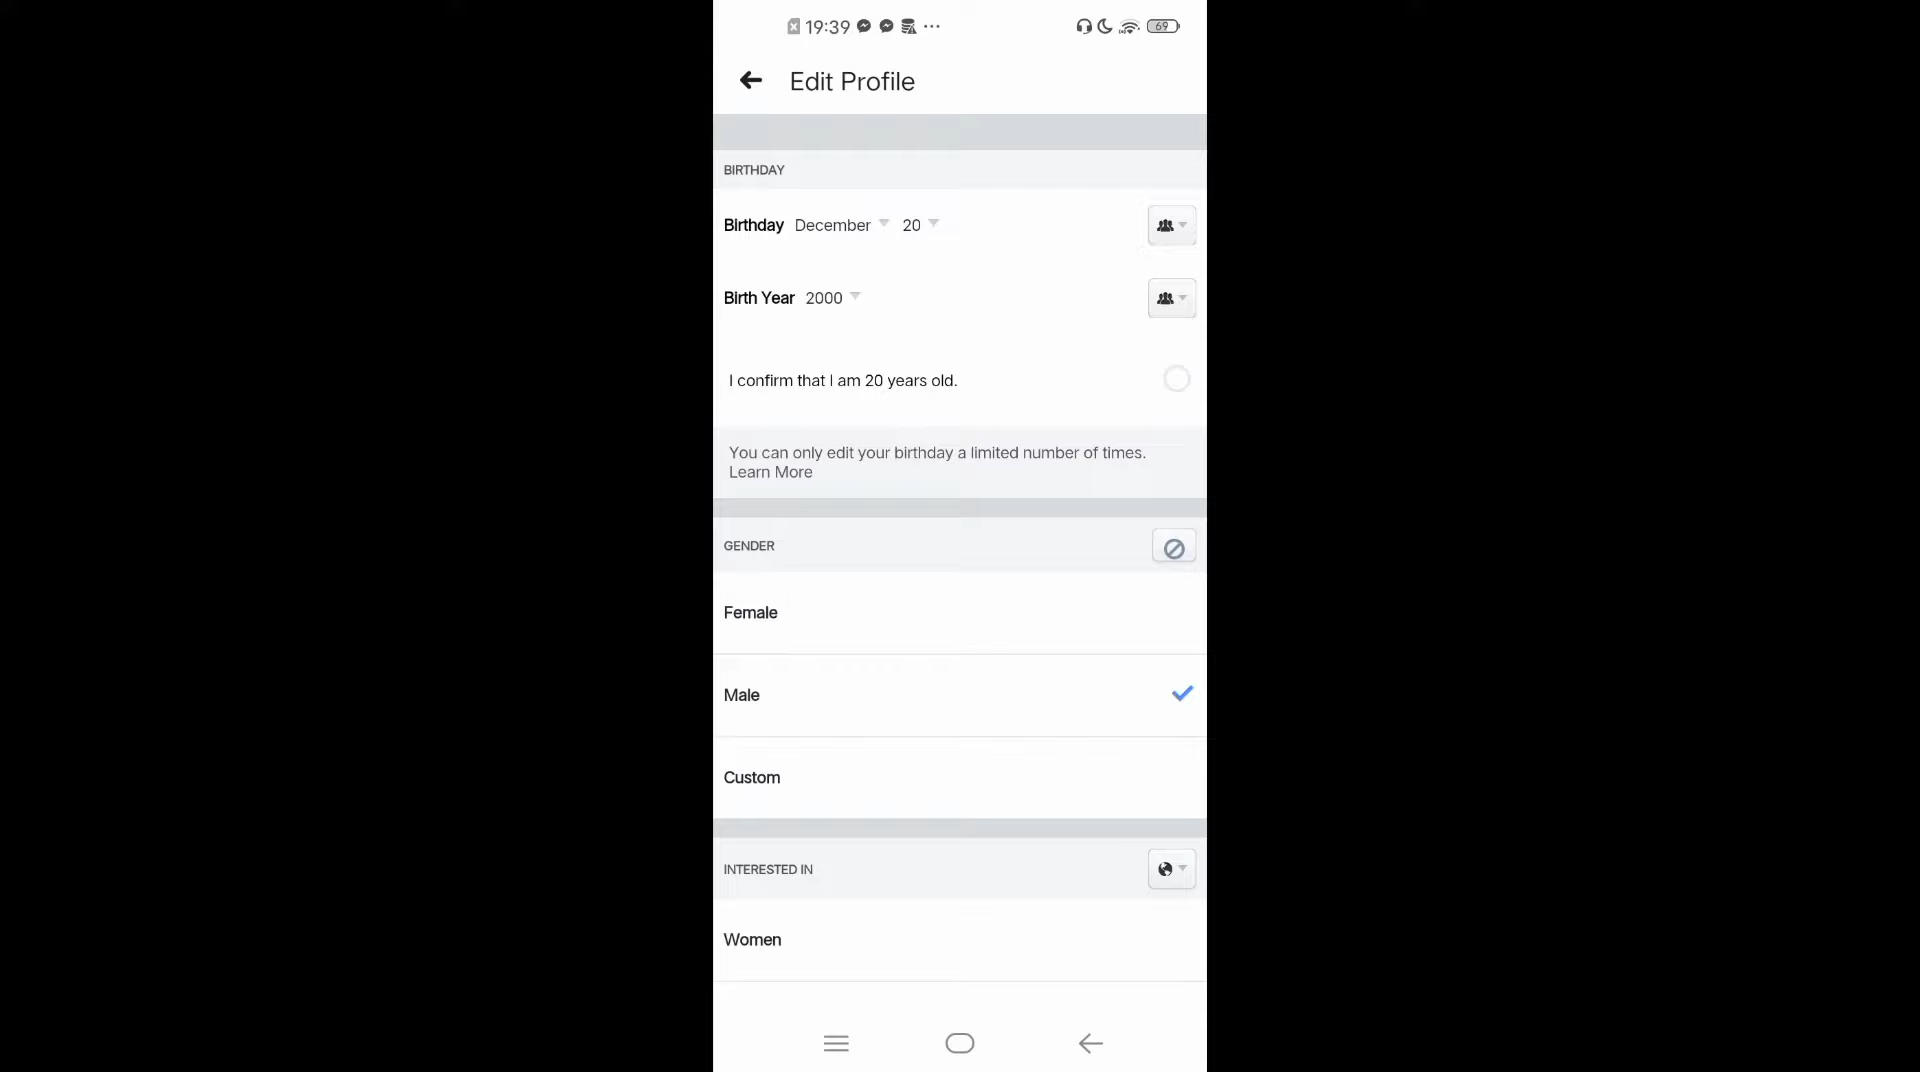 19:39 ... 69
Edit Profile
BIRTHDAY
Birthday December 20
Birth Year 2000
I confirm that I am 20 years old.
You can only edit your birthday a limited number of times.
Learn More
GENDER
Female
Male
Custom
INTERESTED IN
Women